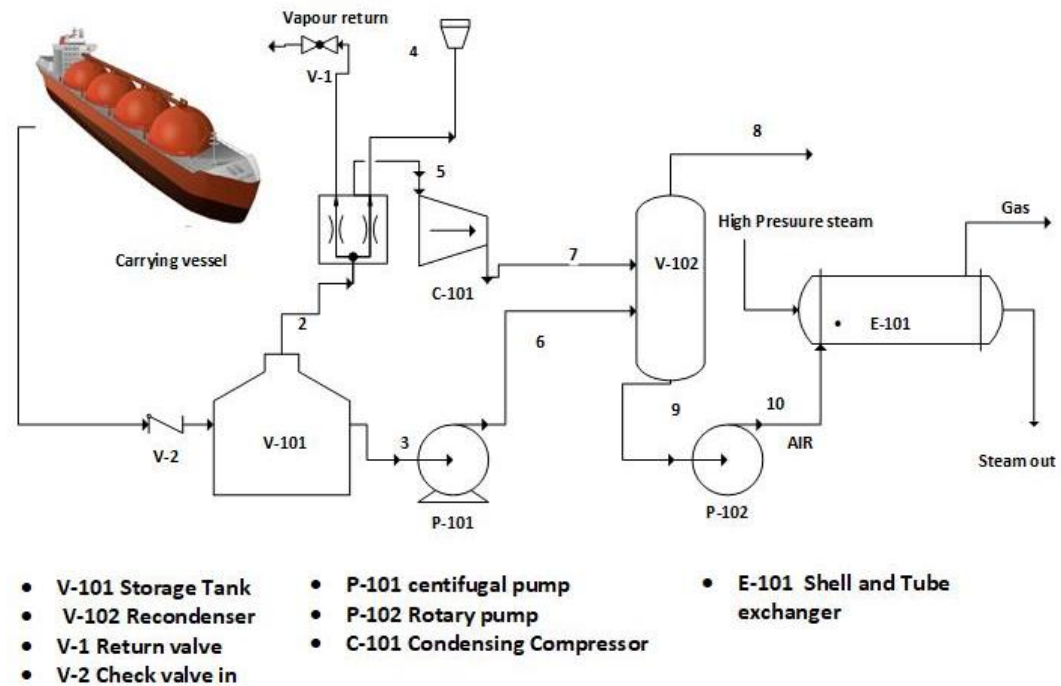 Vapour return
4
V-1
8
5
High Presuure steam
Gas
Carrying vessel
7
V-102
C-101
E-101
2
6
9
10
3
AIR
V-101
V-2
P-101
P-102
Steam out
• V-101 Storage Tank
• V-102 Recondenser
• V-1 Return valve
• V-2 Check valve in
• P-101 centifugal pump
• P-102 Rotary pump
• C-101 Condensing Compressor
• E-101 Shell and Tube
exchanger